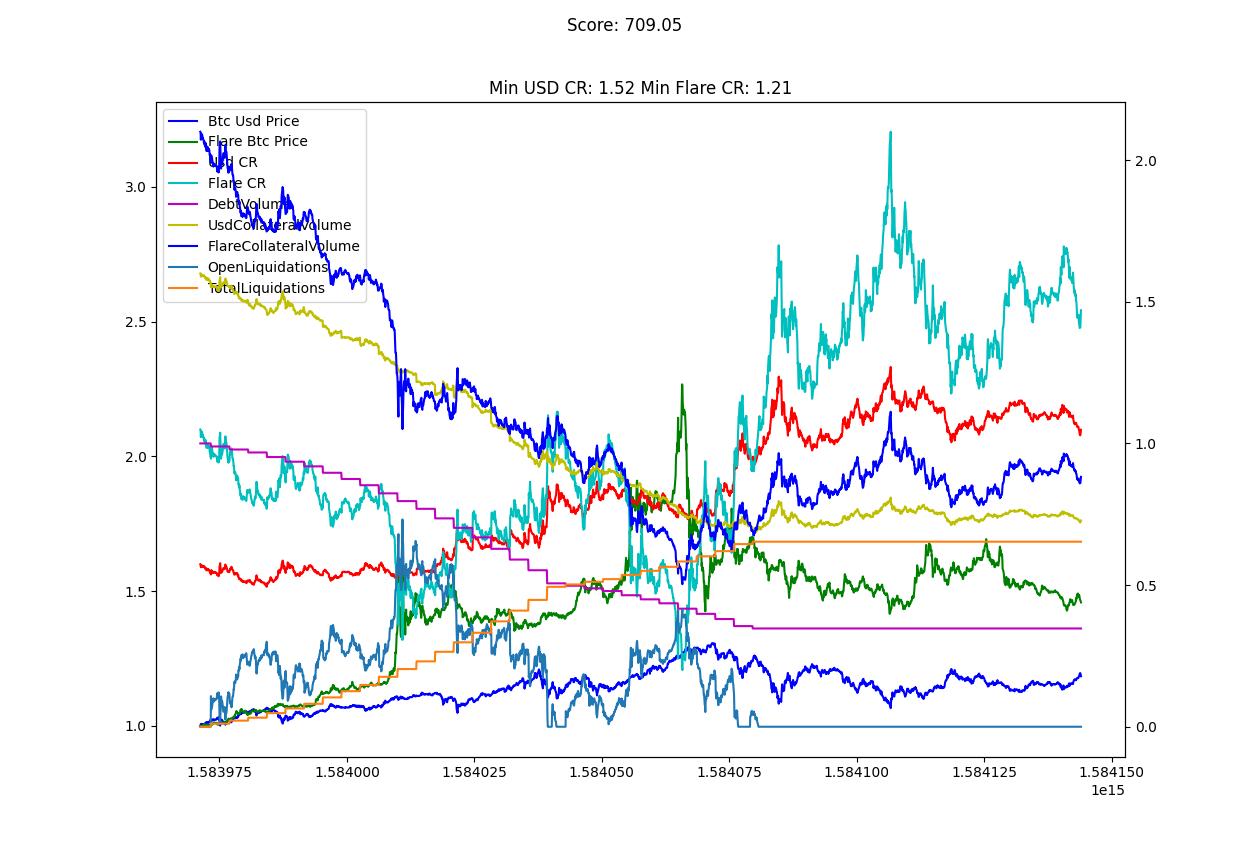 Score: 709.05
Min USD CR: 1.52 Min Flare CR: 1.21
Btc Usd Price
Flare Btc Price
Usd CR
Flare CR
DebtVolume
UsdCollateralVolume
FlareCollateralVolume
OpenLiquidations
TotalLiquidations
3.0
2.5
2.0
1.5
1.0
2.0
1.5
1.0
0.5
0.0
1.583975
1.584000
1.584025
1.584050
1.584075
1.584100
1.584125
1.584150
1e15